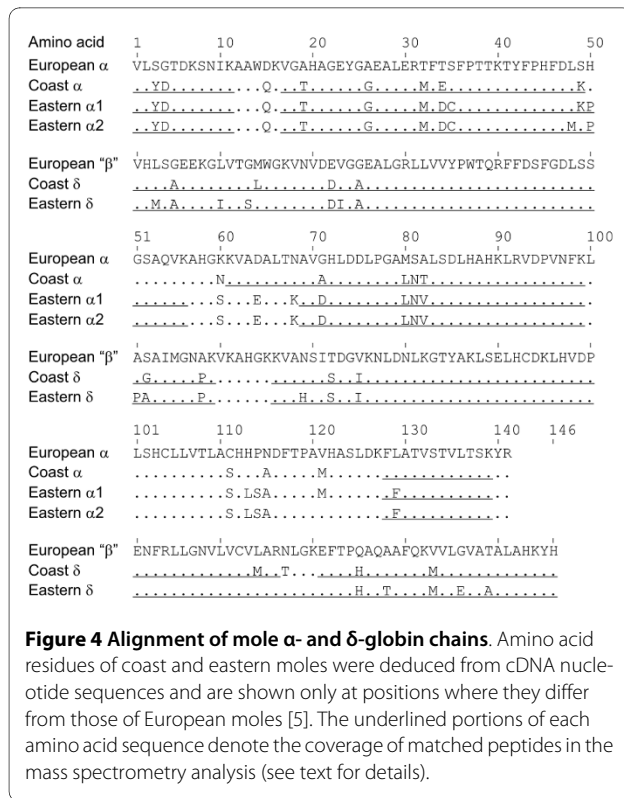 Amino acid 1 10 20 30 40 50
European α VLSGTDKSNIKAAWDKVGAHAGEYGAEALERTFTSFPTTKTYFPHFDLSH
Coast α ..YD..........Q...T......G.....M.E..............K.
Eastern α1 ..YD..........Q...T......G.....M.DC.............KP
Eastern α2 ..YD..........Q...T......G.....M.DC............M.P
European "β" VHLSGEEKGLVTGMWGKVNVDEVGGEALGRLLVVYPWTQRFFDSFGDLSS
Coast δ ....A........L.......D..A.........................
Eastern δ ..M.A....I..S........DI.A.........................
51 60 70 80 90 100
European α GSAQVKAHGKKVADALTNAVGHLDDLPGAMSALSDLHAHKLRVDPVNFKL
Coast α .........N..........A........LNT..................
Eastern α1 .........S...E...N..D........LNV..................
Eastern α2 .........S...E...N..D........LNV..................
European "β" ASAIMGNAKVKAHGKKVANSITDGVKNLDNLKGTYAKLSELHCDKLHVDP
Coast δ .G.....P.............S..I.........................
Eastern δ PA.....P..........H..S..I.........................
101 110 120 130 140 146
European α LSHCLLVTLACHHPNDFTPAVHASLDKFLATVSTVLTSKYR
Coast α ..........S...A.....M....................
Eastern α1 ..........S.LSA.....M.......F............
Eastern α2 ..........S.LSA.....M.......F............
European "β" ENFRLLGNVLVCVLARNLGKEFTPQAQAAFQKVVLGVATALAHKYH
Coast δ .............M..T.......H.......M.............
Eastern δ ........................H..T....M..I..A.......
Figure 4 Alignment of mole α- and δ-globin chains. Amino acid
residues of coast and eastern moles were deduced from cDNA nucle-
otide sequences and are shown only at positions where they differ
from those of European moles [5]. The underlined portions of each
amino acid sequence denote the coverage of matched peptides in the
mass spectrometry analysis (see text for details).